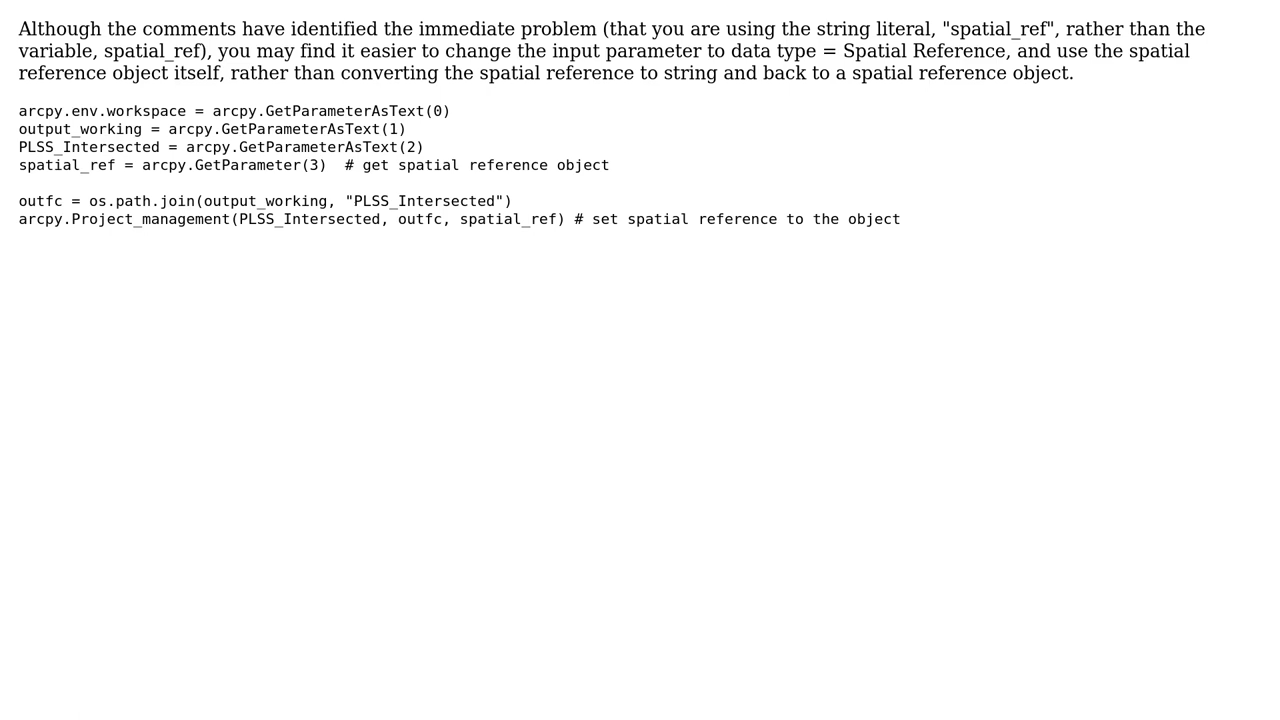 Although the comments have identified the immediate problem (that you are using the string literal, "spatial_ref", rather than the
variable, spatial_ref), you may find it easier to change the input parameter to data type = Spatial Reference, and use the spatial
reference object itself, rather than converting the spatial reference to string and back to a spatial reference object.
arcpy.env.workspace = arcpy.GetParameterAsText(0)
output_working = arcpy.GetParameterAsText(1)
PLSS_Intersected = arcpy.GetParameterAsText(2)
spatial_ref = arcpy.GetParameter(3)  # get spatial reference object
outfc = os.path.join(output_working, "PLSS_Intersected")
arcpy.Project_management(PLSS_Intersected, outfc, spatial_ref) # set spatial reference to the object